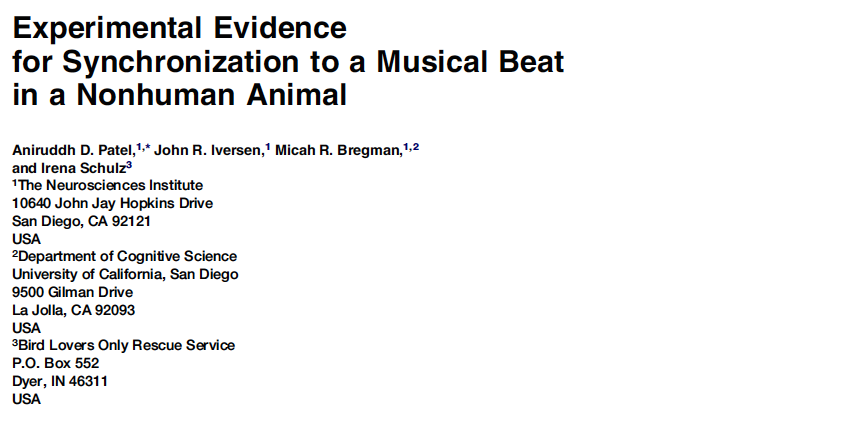 Experimental Evidence
for Synchronization to a Musical Beat
in a Nonhuman Animal
Aniruddh D. Patel,1,* John R. Iversen,1 Micah R. Bregman,1,2
and Irena Schulz3
1The Neurosciences Institute
10640 John Jay Hopkins Drive
San Diego, CA 92121
USA
2Department of Cognitive Science
University of California, San Diego
9500 Gilman Drive
La Jolla, CA 92093
USA
3Bird Lovers Only Rescue Service
P.O. Box 552
Dyer, IN 46311
USA